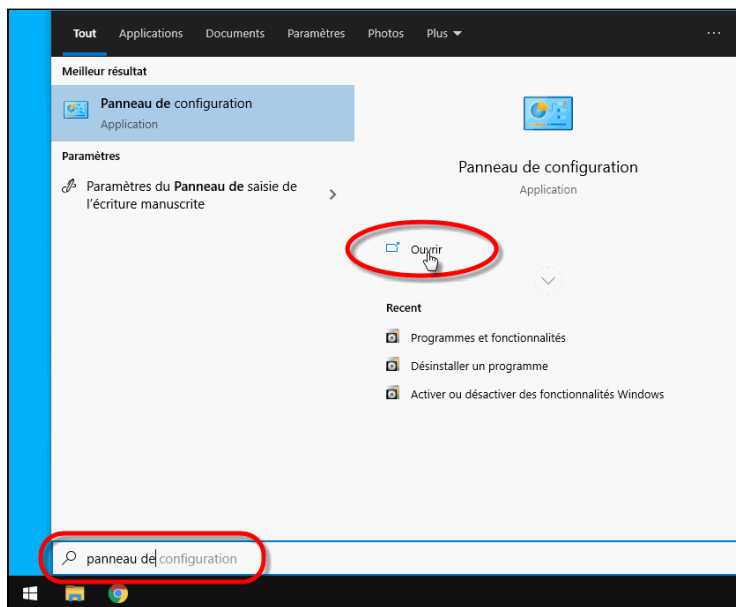 Tout Applications Documents Paramètres Photos Plus
Meilleur résultat
Panneau de configuration
Application
Paramètres
Paramètres du Panneau de saisie de
l'écriture manuscrite
Panneau de configuration
Application
Ouvrir
Recent
Programmes et fonctionnalités
Désinstaller un programme
Activer ou désactiver des fonctionnalités Windows
panneau de configuration